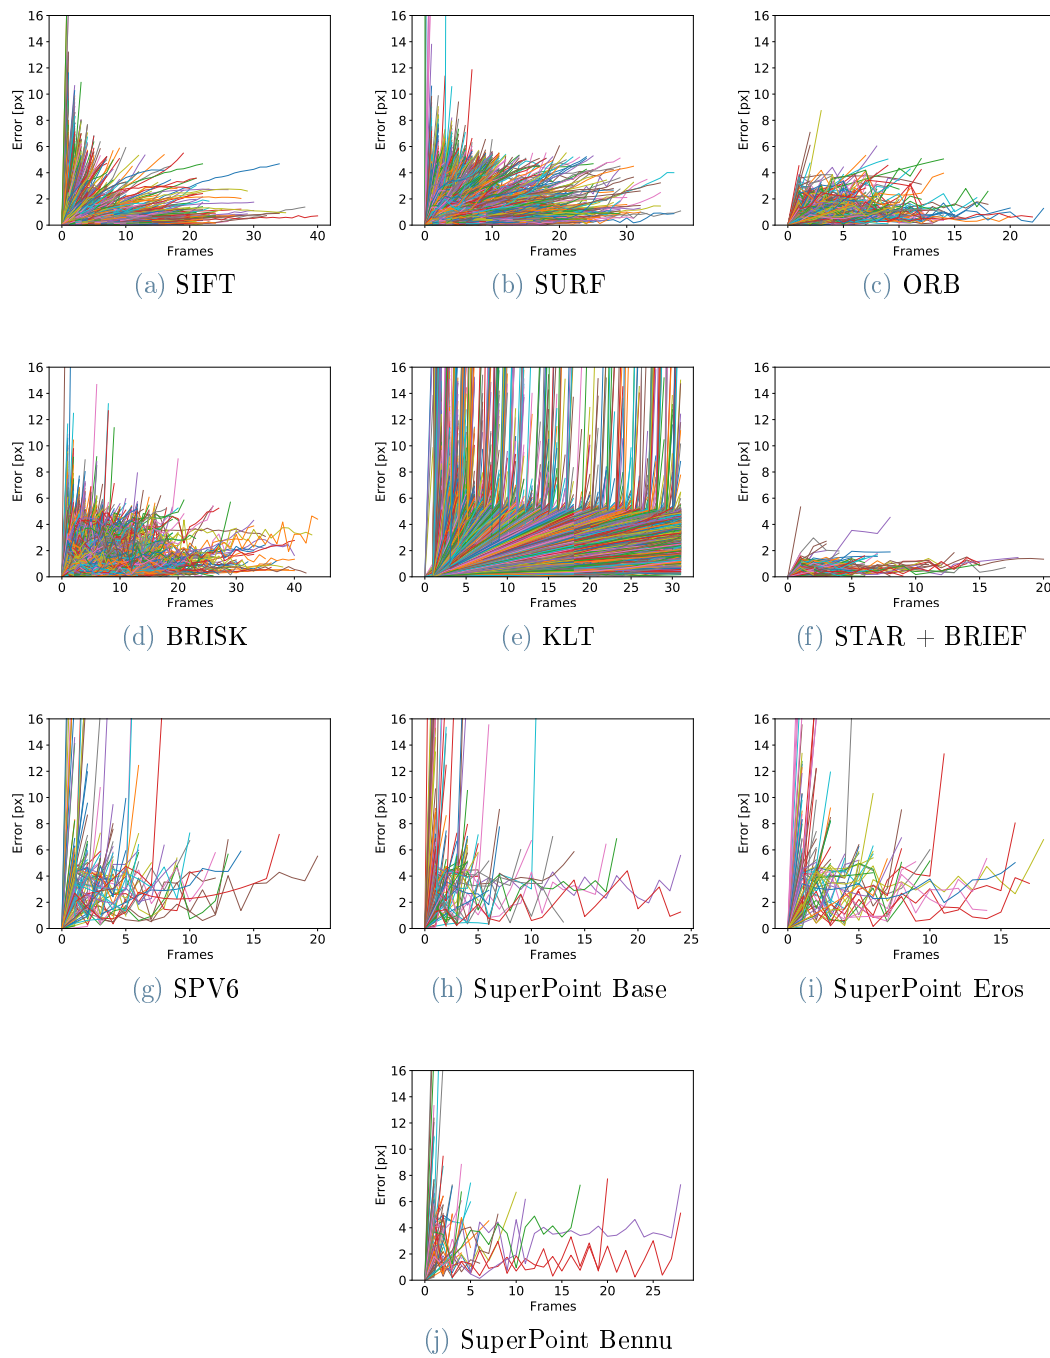 16 16 16
14 14 14
12 12 12
10 10 10
Error [px] Error [px] Error [px]
8 8 8
6 6 6
4 4 4
2 2 2
0 0 0
0 10 20 30 40 0 10 20 30 0 5 10 15 20
Frames Frames Frames
(a) SIFT (b) SURF (c) ORB
16 16 16
14 14 14
12 12 12
10 10 10
Error [px] Error [px] Error [px]
8 8 8
6 6 6
4 4 4
2 2 2
0 0 0
0 10 20 30 40 0 5 10 15 20 25 30 0 5 10 15 20
Frames Frames Frames
(d) BRISK (e) KLT (f) STAR + BRIEF
16 16 16
14 14 14
12 12 12
10 10 10
Error [px] Error [px] Error [px]
8 8 8
6 6 6
4 4 4
2 2 2
0 0 0
0 5 10 15 20 0 5 10 15 20 25 0 5 10 15
Frames Frames Frames
(g) SPV6 (h) SuperPoint Base (i) SuperPoint Eros
16
14
12
10
Error [px]
8
6
4
2
0
0 5 10 15 20 25
Frames
(j) SuperPoint Bennu